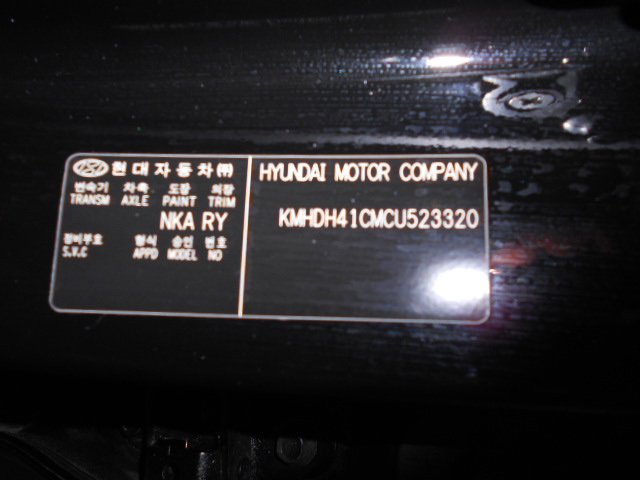 현대자동차(주)
변속기 차축 도장 의장
TRANSM AXLE PAINT TRIM
NKA RY
정비부호 형식 승인 번호
S.V.C APPD MODEL NO
HYUNDAI MOTOR COMPANY
KMHDH41CMCU523320